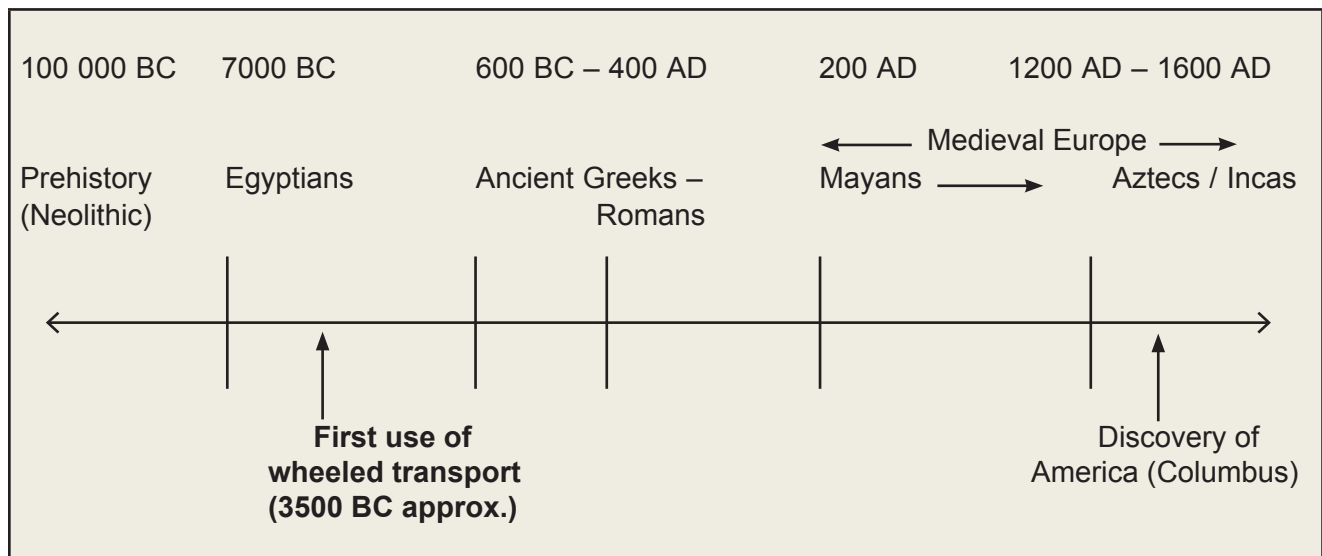 100 000 BC 7000 BC 600 BC – 400 AD 200 AD 1200 AD – 1600 AD
Medieval Europe
Prehistory Egyptians Ancient Greeks – Mayans Aztecs / Incas
(Neolithic) Romans
First use of
wheeled transport
(3500 BC approx.)
Discovery of
America (Columbus)